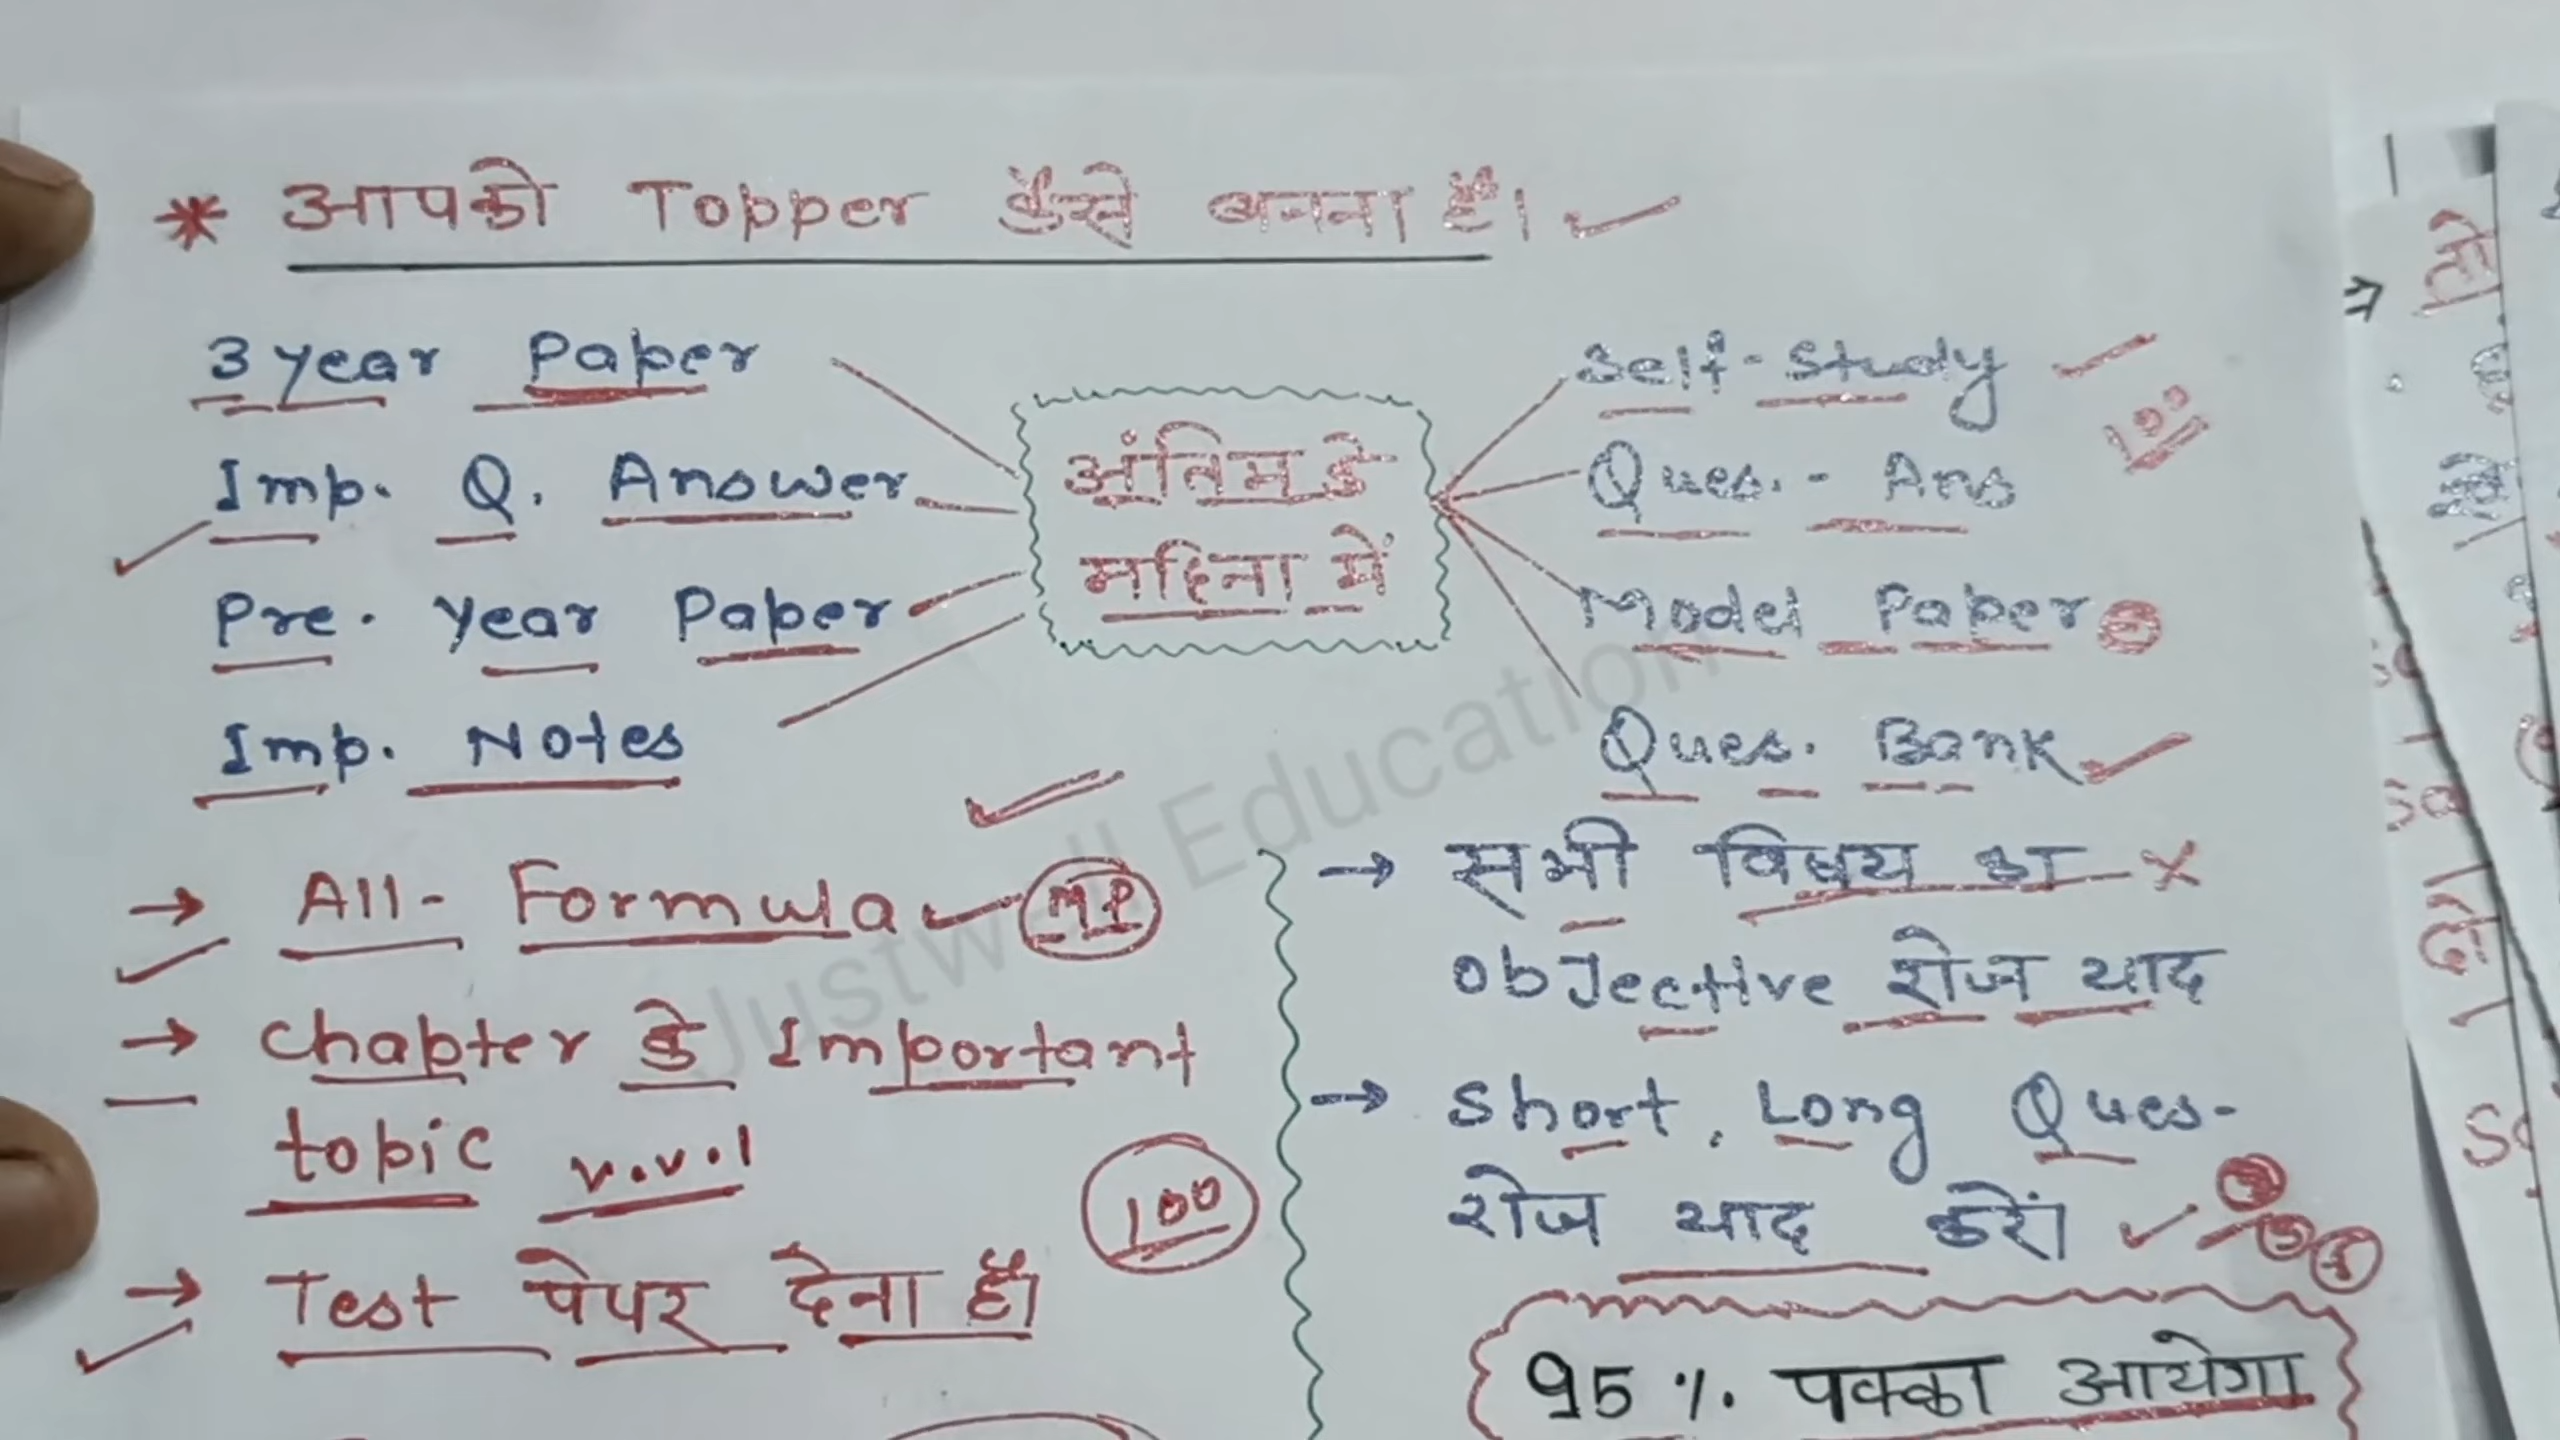 * आपको Topper कैसे बनना है।
3 year Paper
Imp. Q. Answer
Pre. year Paper
Imp. Notes
अंतिम के
महिना में
Self-Study
100
Ques.- Ans
Model Paper
Ques. Bank
→ All- Formula MP
→ Chapter के Important
topic v.v.I
→ Test पेपर देना है।
100
→ सभी विषय का
Objective रोज याद
→ Short, Long Ques-
रोज याद करें।
95 %. पक्का आयेगा
Justwell Education